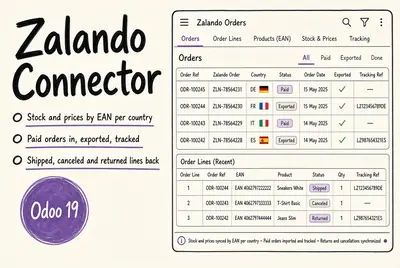 Zalando
Connector
Stock and prices by EAN per country
Paid orders in, exported, tracked
Shipped, canceled and returned lines back
Odoo 19
Zalando Orders
Orders Order Lines Products (EAN) Stock & Prices Tracking
Orders All Paid Exported Done
Order Ref Zalando Order Country Status Order Date Exported Tracking Ref
ODR-100245 ZLN-78564231 DE Paid 15 May 2025 —
ODR-100244 ZLN-78564230 FR Exported 15 May 2025
ODR-100243 ZLN-78564229 IT Paid 14 May 2025 —
ODR-100242 ZLN-78564228 ES Exported 14 May 2025
Order Lines (Recent)
Order Line Order Ref EAN Product Status Qty Tracking Ref
1 ODR-100244 EAN 4062797222222 Sneakers White Shipped 1
2 ODR-100243 EAN 4062797333333 T-Shirt Basic Canceled 1 —
3 ODR-100242 EAN 4062797444444 Jeans Slim Returned 1
Stock and prices synced by EAN per country • Paid orders imported and tracked • Returns and cancellations synchronized